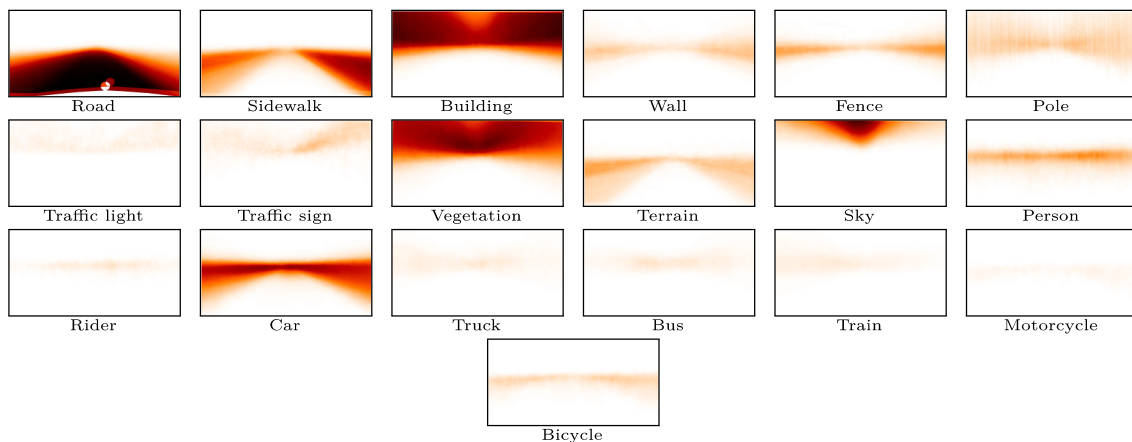 Road Sidewalk Building Wall Fence Pole
Traffic light Traffic sign Vegetation Terrain Sky Person
Rider Car Truck Bus Train Motorcycle
Bicycle